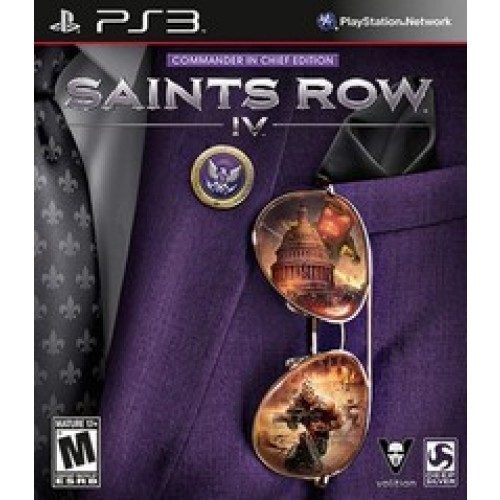 PS3
PlayStation Network
COMMANDER IN CHIEF EDITION
SAINTS ROW
IV
MATURE 17+
M
ESRB
volition
DEEP
SILVER